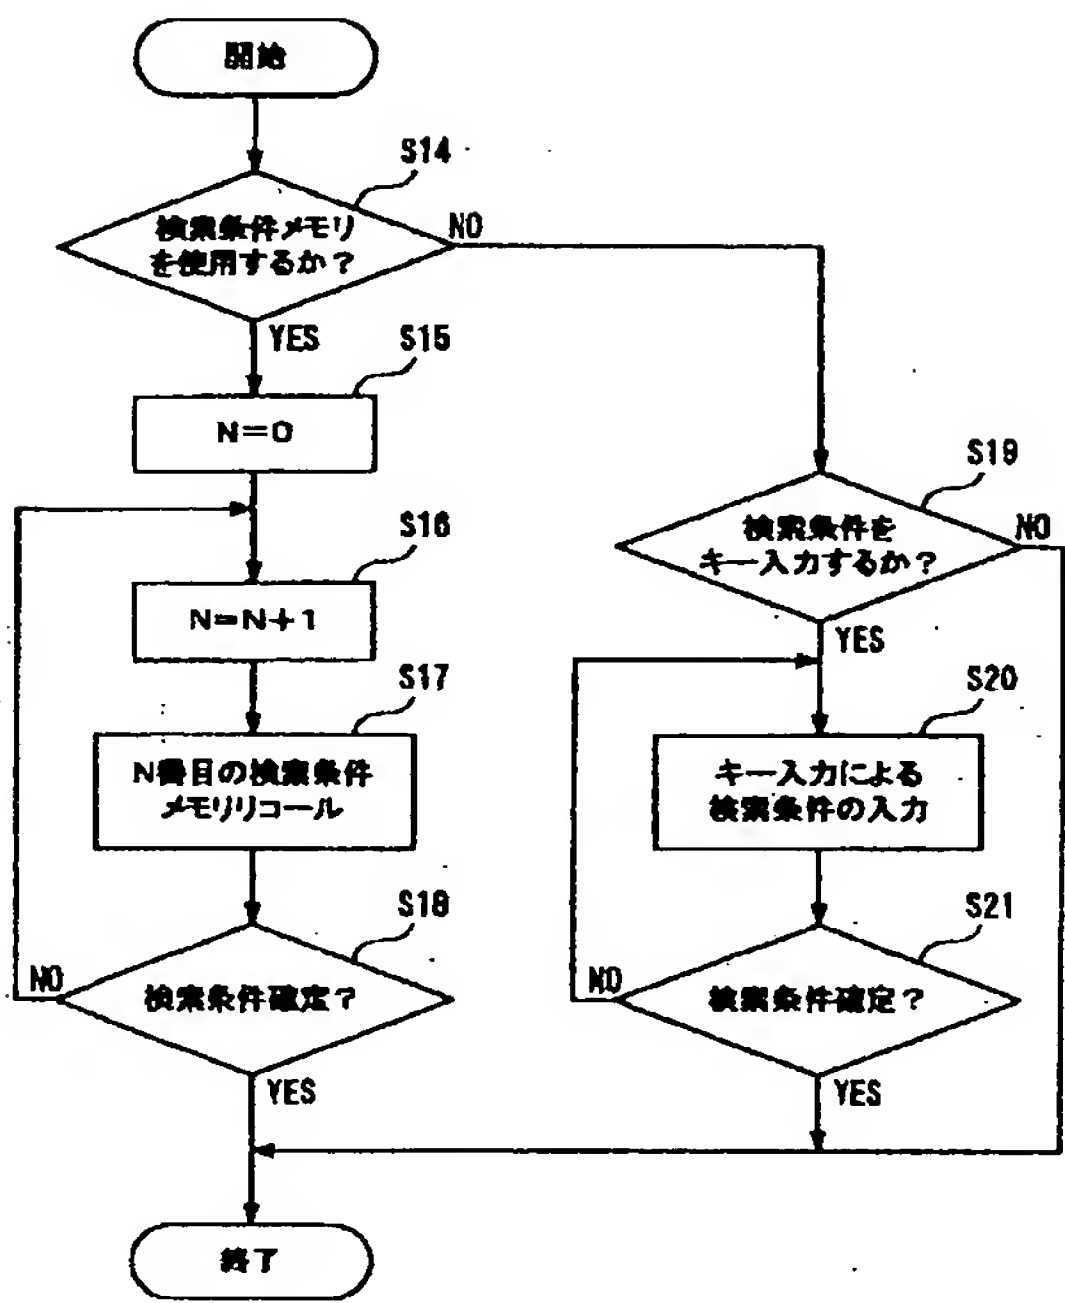 開始
S14
検索条件メモリ
を使用するか？
NO
YES
S15
N=0
S16
N=N+1
S17
N番目の検索条件
メモリリコール
S18
検索条件確定？
NO
YES
S19
検索条件を
キー入力するか？
NO
YES
S20
キー入力による
検索条件の入力
S21
検索条件確定？
NO
YES
終了